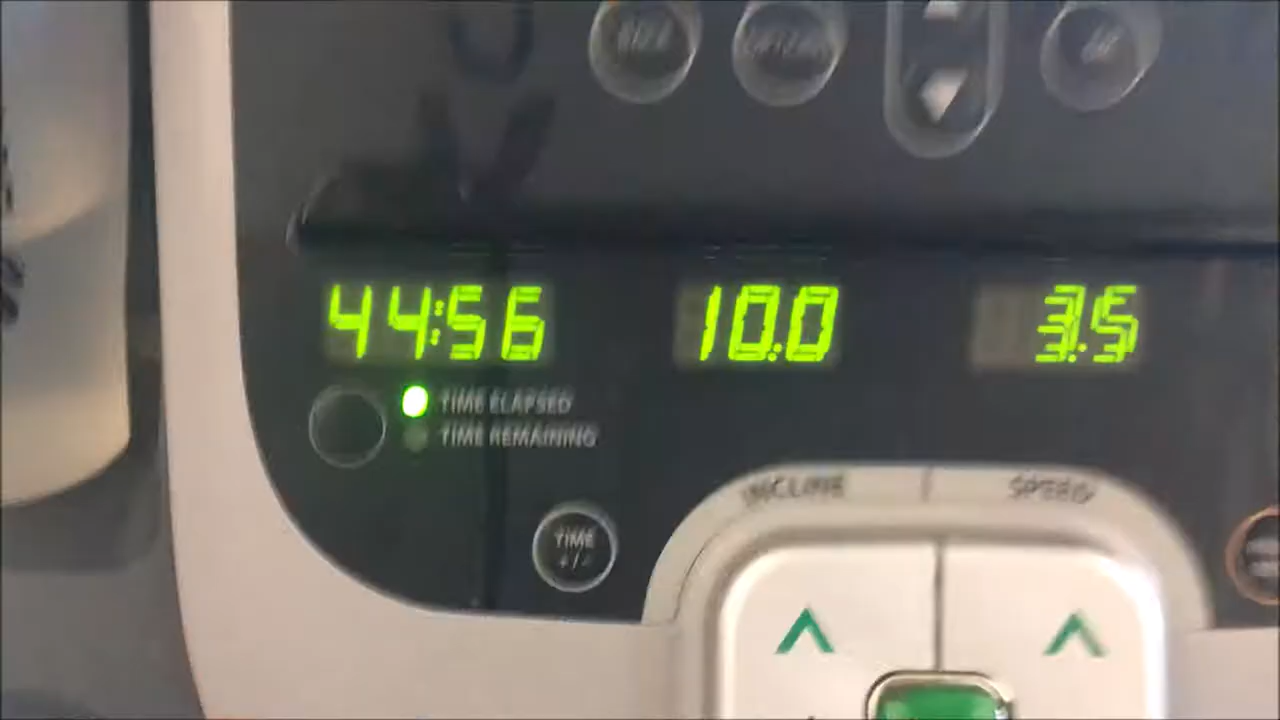 44:56 10.0 3.5
TIME ELAPSED
TIME REMAINING
INCLINE SPEED
TIME
+/-